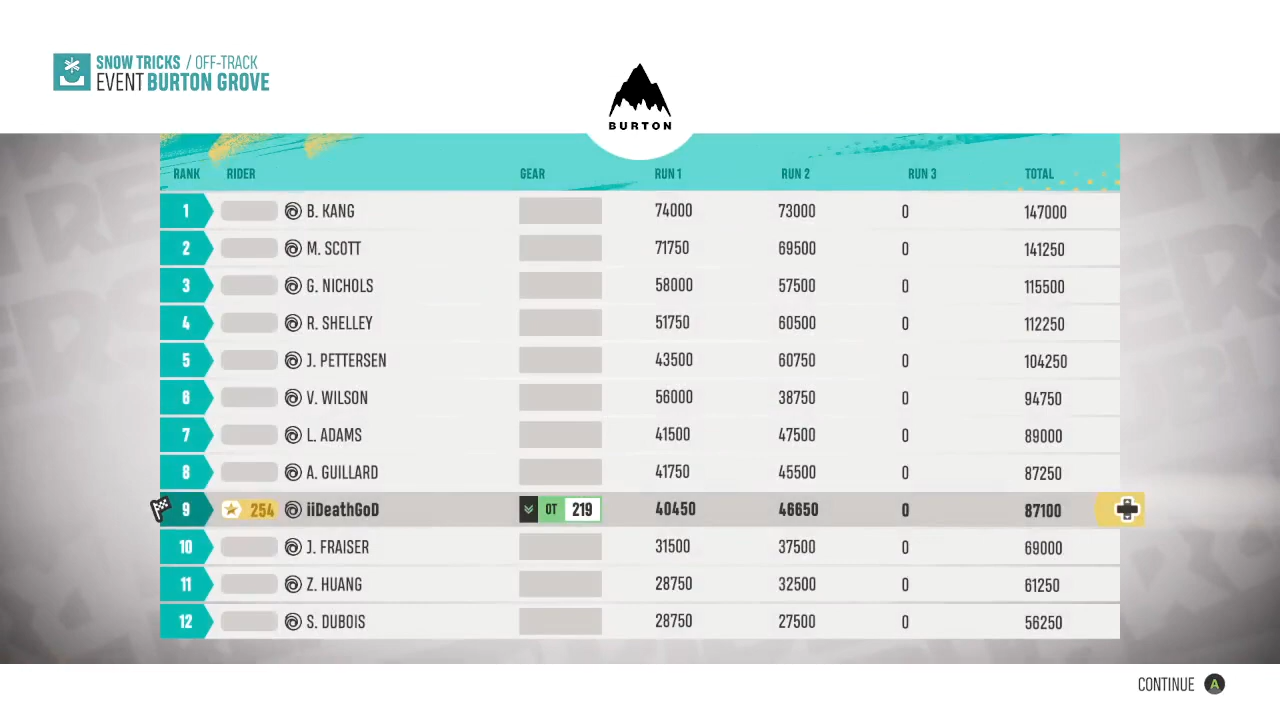 SNOW TRICKS / OFF-TRACK
EVENT BURTON GROVE
BURTON
RANK RIDER GEAR RUN 1 RUN 2 RUN 3 TOTAL
1 B. KANG 74000 73000 0 147000
2 M. SCOTT 71750 69500 0 141250
3 G. NICHOLS 58000 57500 0 115500
4 R. SHELLEY 51750 60500 0 112250
5 J. PETTERSEN 43500 60750 0 104250
6 V. WILSON 56000 38750 0 94750
7 L. ADAMS 41500 47500 0 89000
8 A. GUILLARD 41750 45500 0 87250
9 254 iiDeathGoD OT 219 40450 46650 0 87100
10 J. FRAISER 31500 37500 0 69000
11 Z. HUANG 28750 32500 0 61250
12 S. DUBOIS 28750 27500 0 56250
CONTINUE A